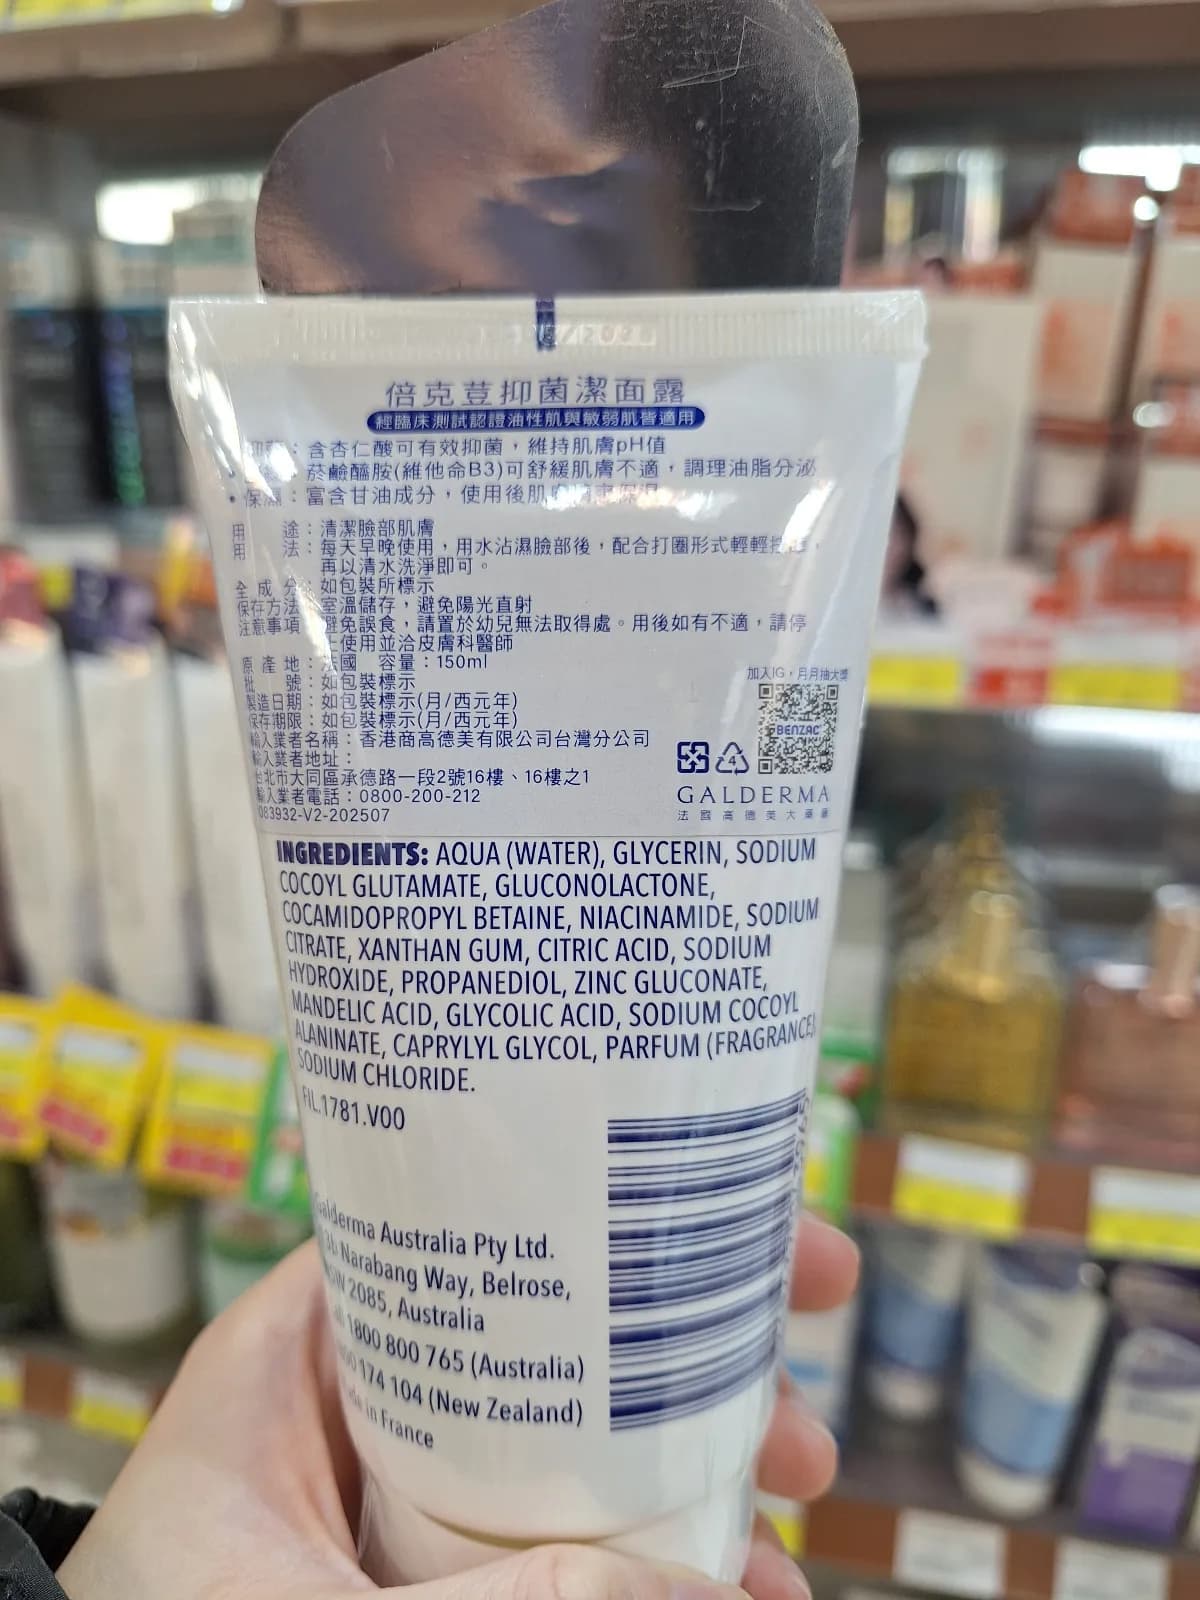 倍克荳抑菌潔面露
經臨床測試認證油性肌與敏弱肌皆適用
含杏仁酸可有效抑菌，維持肌膚pH值
菸鹼醯胺(維他命B3)可舒緩肌膚不適，調理油脂分泌
• 保濕：富含甘油成分，使用後肌
用 途：清潔臉部肌膚
用 法：每天早晚使用，用水沾濕臉部後，配合打圈形式輕輕
再以清水洗淨即可。
全成分：如包裝所標示
保存方法：室溫儲存，避免陽光直射
注意事項：避免誤食，請置於幼兒無法取得處。用後如有不適，請停
止使用並洽皮膚科醫師
原產地：法國 容量：150ml
批 號：如包裝標示
製造日期：如包裝標示(月/西元年)
保存期限：如包裝標示(月/西元年)
輸入業者名稱：香港商高德美有限公司台灣分公司
輸入業者地址：
台北市大同區承德路一段2號16樓、16樓之1
輸入業者電話：0800-200-212
083932-V2-202507
加入IG，月月抽大獎
BENZAC
4
GALDERMA
法國高德美大藥廠
INGREDIENTS: AQUA (WATER), GLYCERIN, SODIUM
COCOYL GLUTAMATE, GLUCONOLACTONE,
COCAMIDOPROPYL BETAINE, NIACINAMIDE, SODIUM
CITRATE, XANTHAN GUM, CITRIC ACID, SODIUM
HYDROXIDE, PROPANEDIOL, ZINC GLUCONATE,
MANDELIC ACID, GLYCOLIC ACID, SODIUM COCOYL
ALANINATE, CAPRYLYL GLYCOL, PARFUM (FRAGRANCE),
SODIUM CHLORIDE.
FIL.1781.V00
Galderma Australia Pty Ltd.
Narabang Way, Belrose,
NSW 2085, Australia
1800 800 765 (Australia)
174 104 (New Zealand)
in France